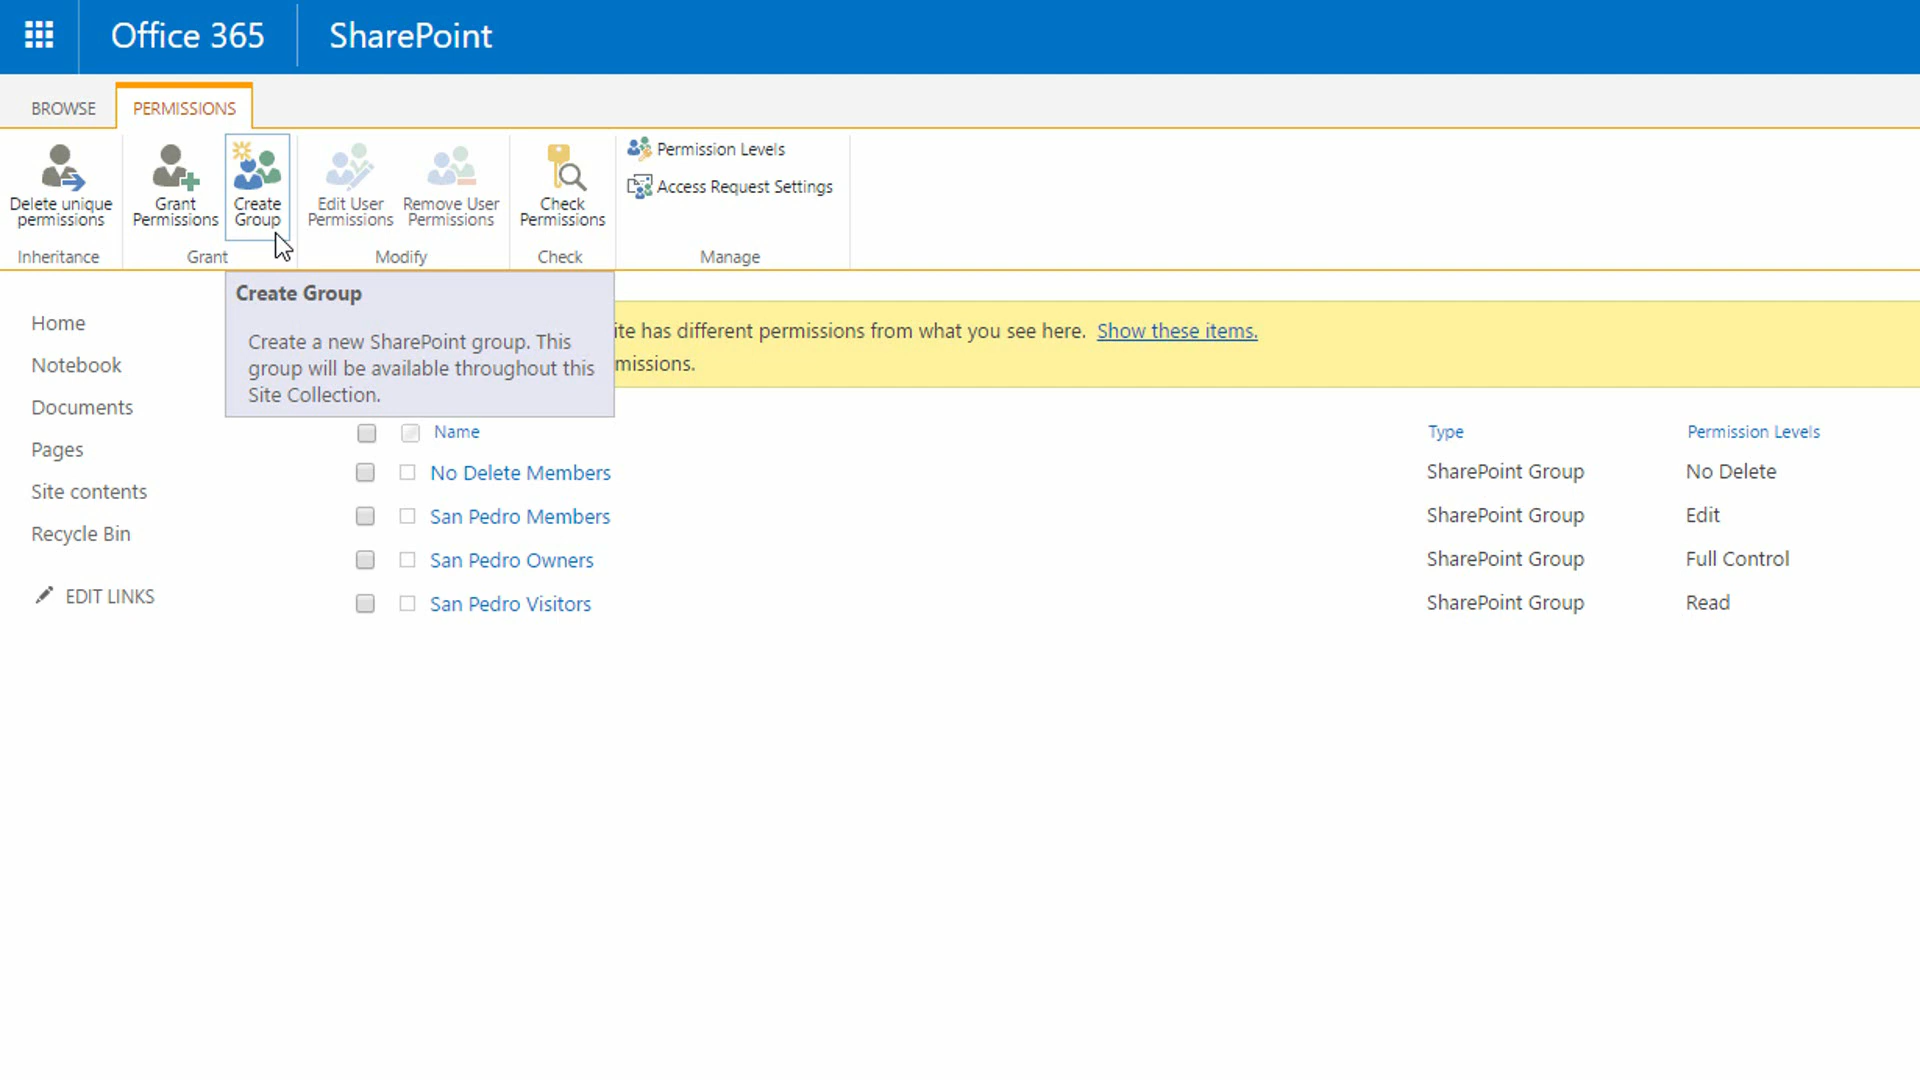 Office 365 SharePoint
BROWSE PERMISSIONS
Delete unique permissions
Grant Permissions
Create Group
Edit User Permissions
Remove User Permissions
Check Permissions
Permission Levels
Access Request Settings
Inheritance Grant Modify Check Manage
Create Group
Create a new SharePoint group. This
group will be available throughout this
Site Collection.
has different permissions from what you see here. Show these items.
Home
Notebook
Documents
Pages
Site contents
Recycle Bin
EDIT LINKS
Name Type Permission Levels
No Delete Members SharePoint Group No Delete
San Pedro Members SharePoint Group Edit
San Pedro Owners SharePoint Group Full Control
San Pedro Visitors SharePoint Group Read